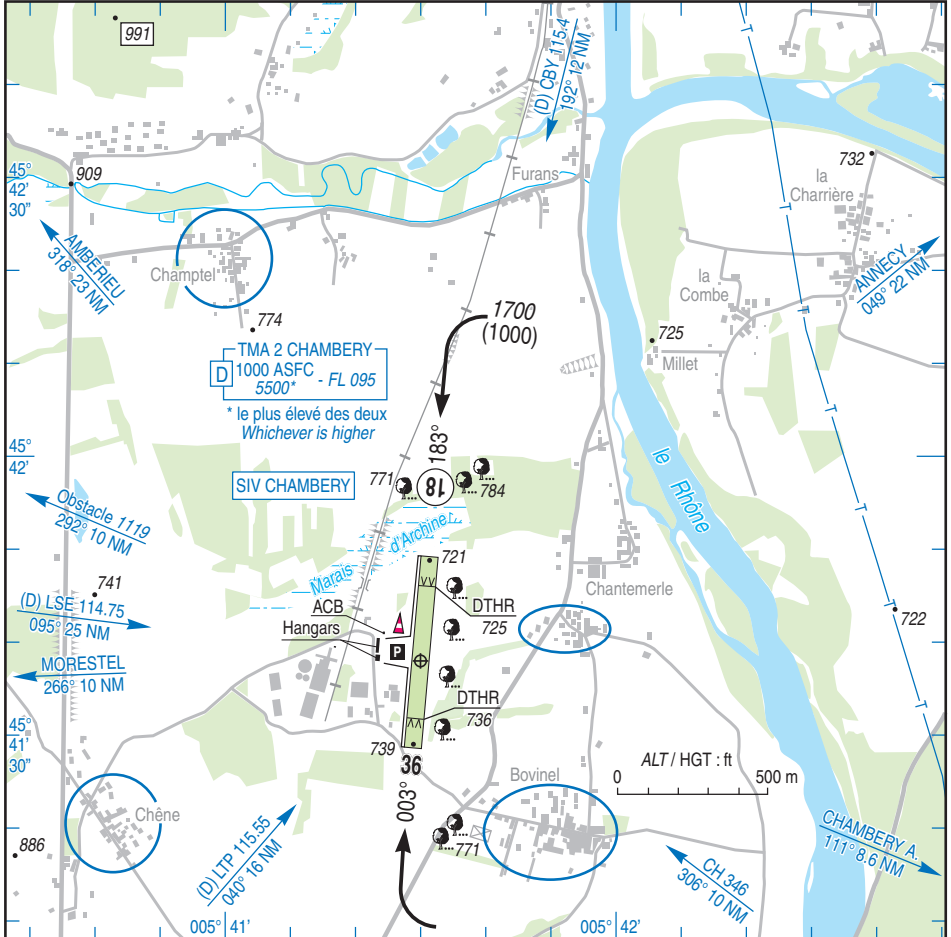 991
(D) CBY 115.4
192° 12 NM
45°
42'
30"
909
Furans
732
la
Charrière
AMBERIEU
318° 23 NM
Champtel
la
Combe
ANNECY
049° 22 NM
774
1700
(1000)
725
Millet
TMA 2 CHAMBERY
D
1000 ASFC
5500* - FL 095
* le plus élevé des deux
Whichever is higher
183°
45°
42'
SIV CHAMBERY
771
18
784
le Rhône
Obstacle 1119
292° 10 NM
Marais d'Archine
721
741
Chantemerle
(D) LSE 114.75
095° 25 NM
ACB
DTHR
725
722
Hangars
P
MORESTEL
266° 10 NM
DTHR
736
45°
41'
30"
739
36
ALT / HGT : ft
0 500 m
Bovinel
003°
Chêne
886
(D) LTP 115.55
040° 16 NM
771
CHAMBERY A.
111° 8.6 NM
CH 346
306° 10 NM
005° 41'
005° 42'